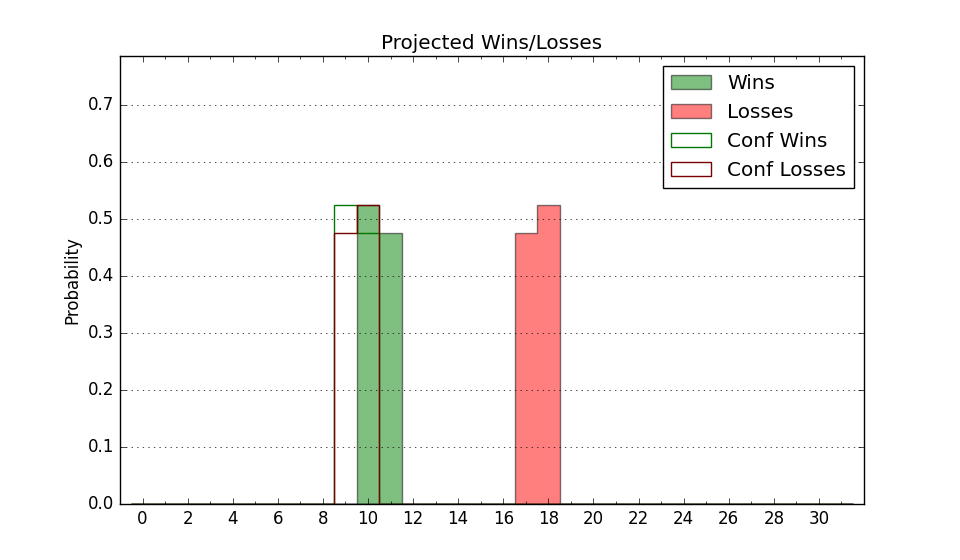 Projected Wins/Losses
Wins
Losses
Conf Wins
Conf Losses
Probability
0.7
0.6
0.5
0.4
0.3
0.2
0.1
0.0
0 2 4 6 8 10 12 14 16 18 20 22 24 26 28 30